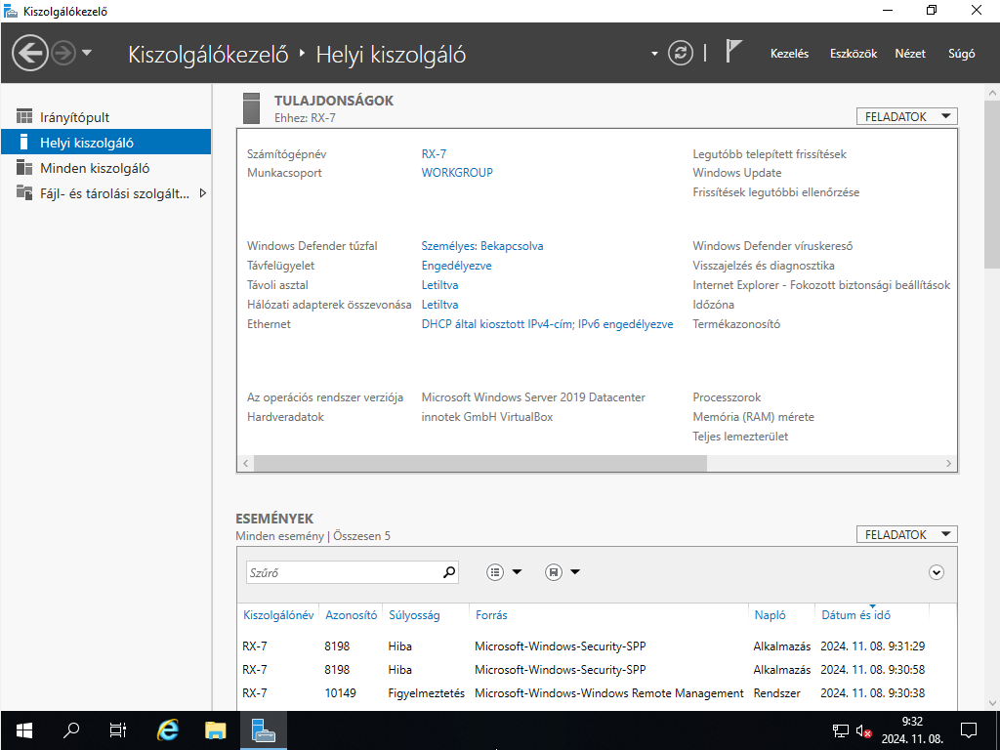 Kiszolgálókezelő
Kiszolgálókezelő ‣ Helyi kiszolgáló
Kezelés Eszközök Nézet Súgó
Irányítópult
Helyi kiszolgáló
Minden kiszolgáló
Fájl- és tárolási szolgált...
TULAJDONSÁGOK
Ehhez: RX-7
FELADATOK
Számítógépnév RX-7 Legutóbb telepített frissítések
Munkacsoport WORKGROUP Windows Update
Frissítések legutóbbi ellenőrzése
Windows Defender tűzfal Személyes: Bekapcsolva Windows Defender víruskereső
Távfelügyelet Engedélyezve Visszajelzés és diagnosztika
Távoli asztal Letiltva Internet Explorer - Fokozott biztonsági beállítások
Hálózati adapterek összevonása Letiltva Időzóna
Ethernet DHCP által kiosztott IPv4-cím; IPv6 engedélyezve Termékazonosító
Az operációs rendszer verziója Microsoft Windows Server 2019 Datacenter Processzorok
Hardveradatok innotek GmbH VirtualBox Memória (RAM) mérete
Teljes lemezterület
ESEMÉNYEK
Minden esemény | Összesen 5
FELADATOK
Szűrő
Kiszolgálónév Azonosító Súlyosság Forrás Napló Dátum és idő
RX-7 8198 Hiba Microsoft-Windows-Security-SPP Alkalmazás 2024. 11. 08. 9:31:29
RX-7 8198 Hiba Microsoft-Windows-Security-SPP Alkalmazás 2024. 11. 08. 9:30:58
RX-7 10149 Figyelmeztetés Microsoft-Windows-Windows Remote Management Rendszer 2024. 11. 08. 9:30:38
9:32
2024. 11. 08.